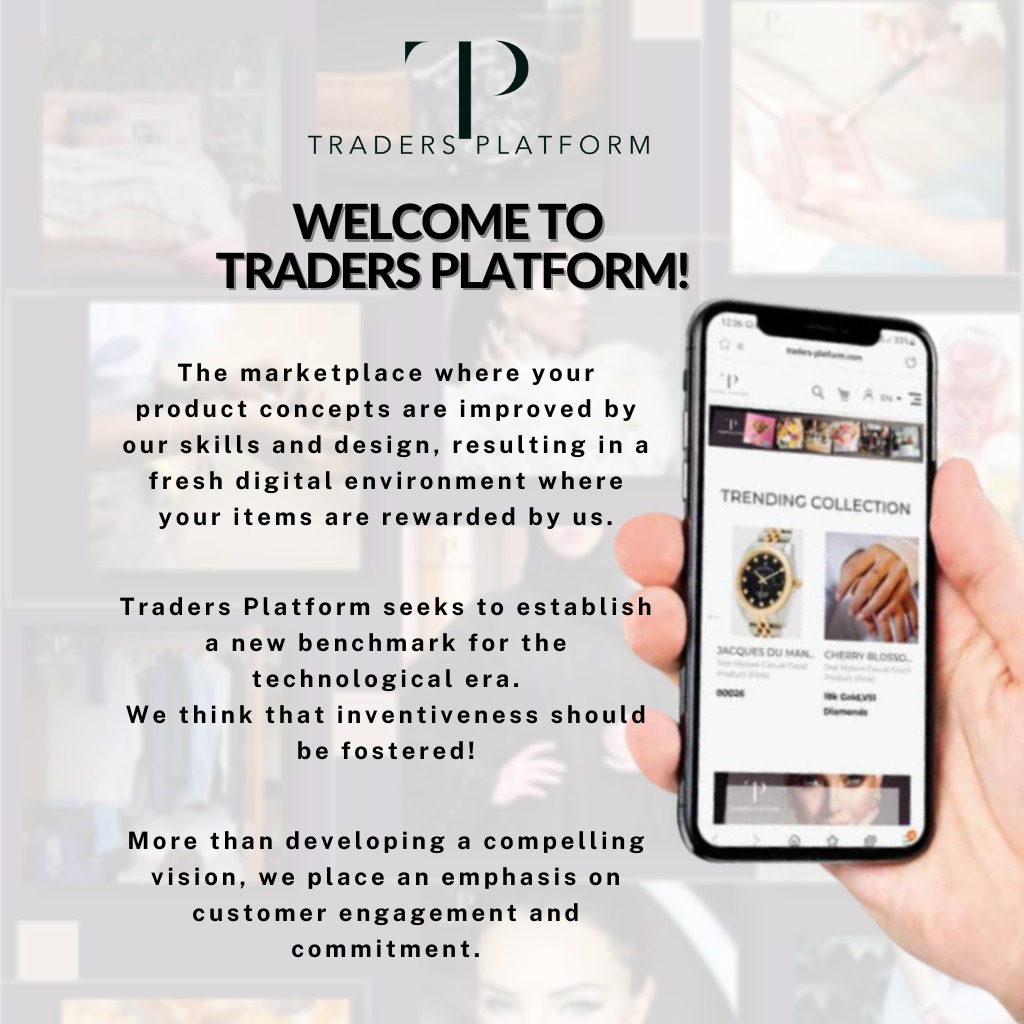 TP
TRADERS PLATFORM
WELCOME TO
TRADERS PLATFORM!
The marketplace where your
product concepts are improved by
our skills and design, resulting in a
fresh digital environment where
your items are rewarded by us.
Traders Platform seeks to establish
a new benchmark for the
technological era.
We think that inventiveness should
be fostered!
More than developing a compelling
vision, we place an emphasis on
customer engagement and
commitment.
12:36
33%
traders-platform.com
TP
EN
TRENDING COLLECTION
JACQUES DU MAN..
00026
CHERRY BLOSSO..
18k Gold,VS1
Diamonds
TP